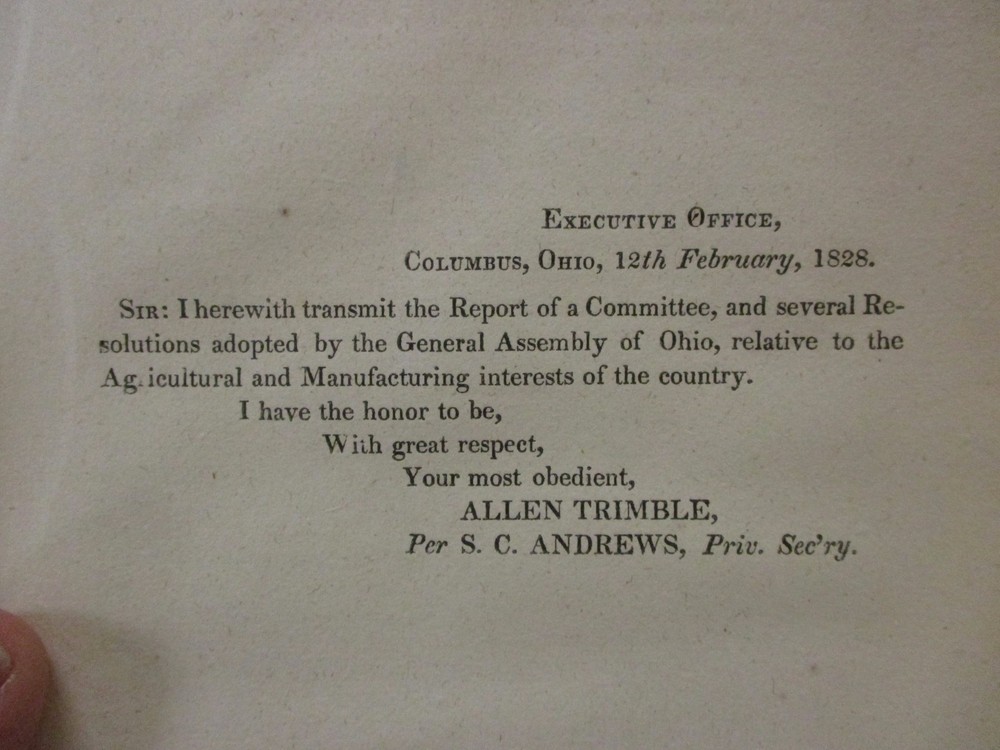 EXECUTIVE OFFICE,
COLUMBUS, OHIO, 12th February, 1828.
SIR: I herewith transmit the Report of a Committee, and several Re-
solutions adopted by the General Assembly of Ohio, relative to the
Ag.icultural and Manufacturing interests of the country.
I have the honor to be,
With great respect,
Your most obedient,
ALLEN TRIMBLE,
Per S. C. ANDREWS, Priv. Sec'ry.